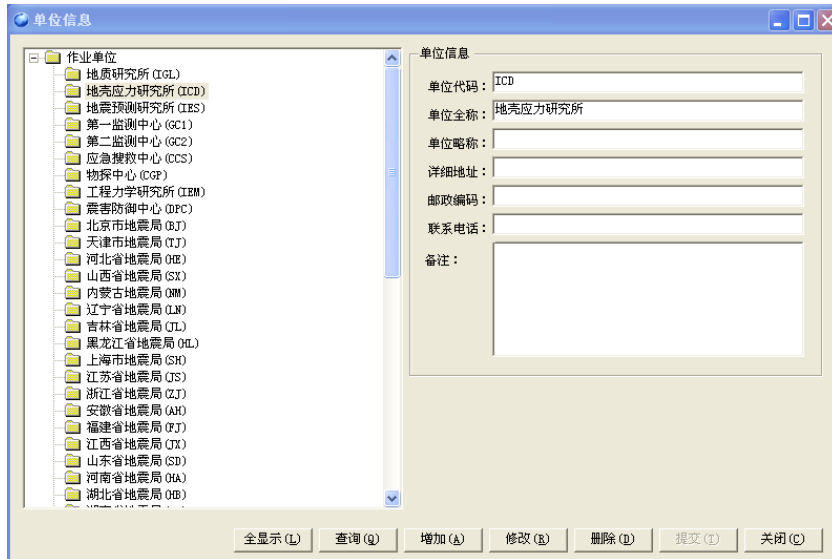 单位信息
作业单位
地质研究所(IGL)
地壳应力研究所(ICD)
地震预测研究所(IES)
第一监测中心(GC1)
第二监测中心(GC2)
应急搜救中心(CCS)
物探中心(CGP)
工程力学研究所(IEM)
震害防御中心(DPC)
北京市地震局(BJ)
天津市地震局(TJ)
河北省地震局(HE)
山西省地震局(SX)
内蒙古地震局(NM)
辽宁省地震局(LN)
吉林省地震局(JL)
黑龙江省地震局(HL)
上海市地震局(SH)
江苏省地震局(JS)
浙江省地震局(ZJ)
安徽省地震局(AH)
福建省地震局(FJ)
江西省地震局(JX)
山东省地震局(SD)
河南省地震局(HA)
湖北省地震局(HB)
单位信息
单位代码：ICD
单位全称：地壳应力研究所
单位略称：
详细地址：
邮政编码：
联系电话：
备注：
全显示(L) 查询(Q) 增加(A) 修改(R) 删除(D) 提交(T) 关闭(C)